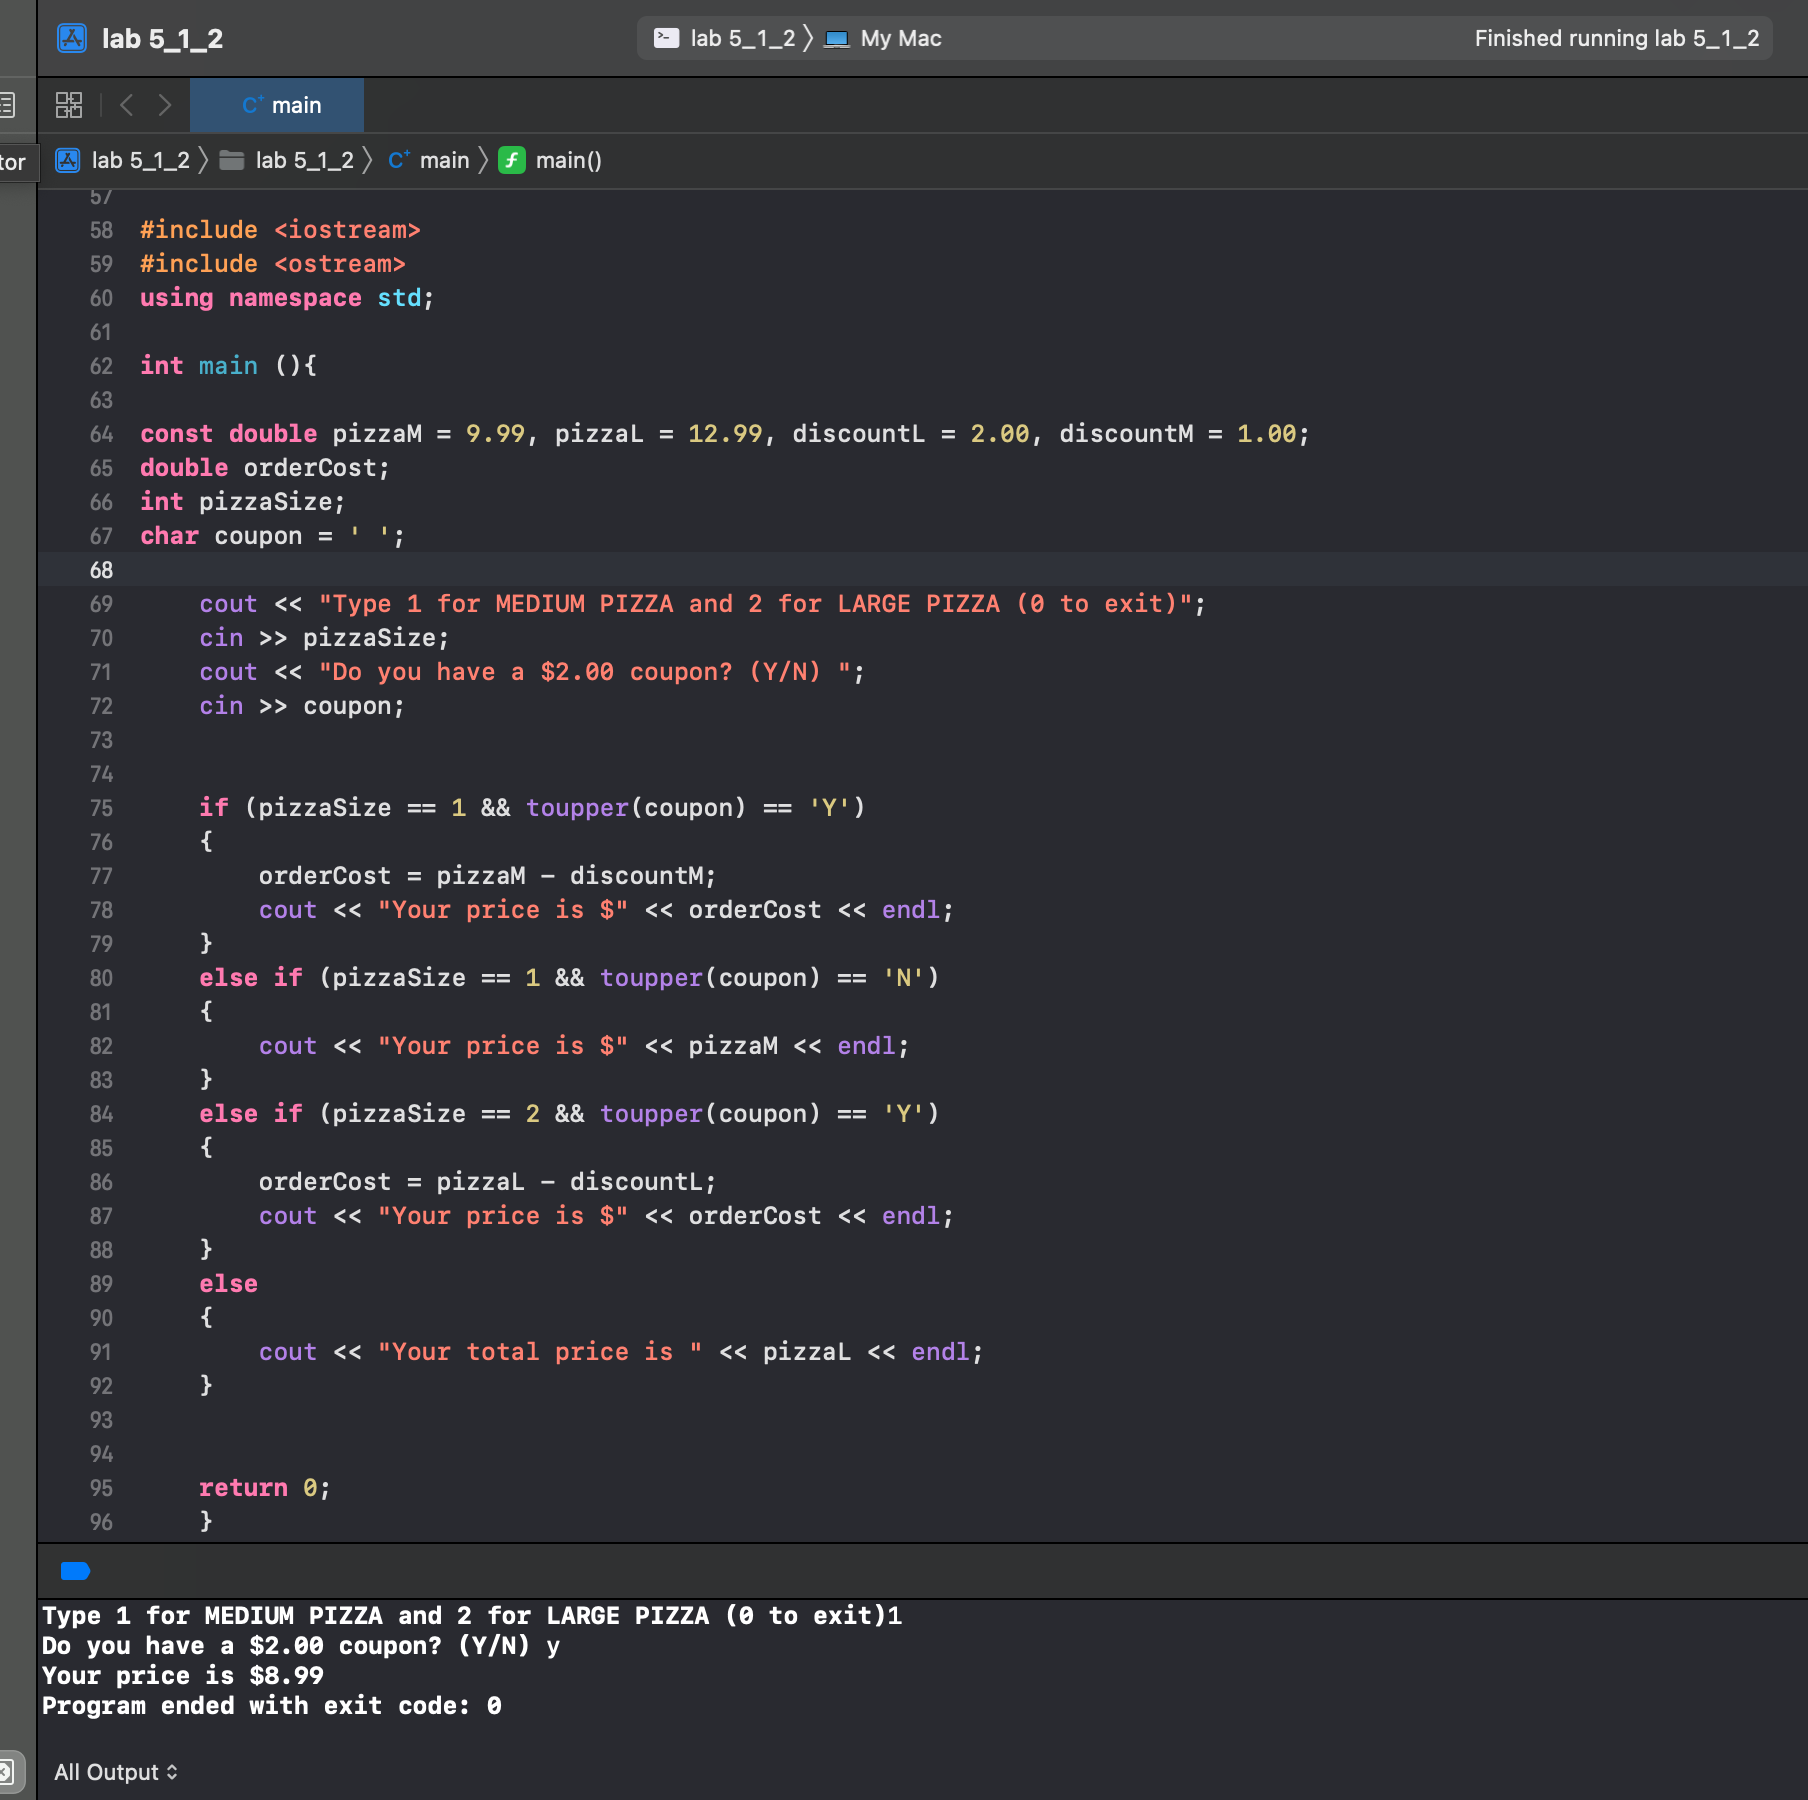 lab 5_1_2
lab 5_1_2 My Mac Finished running lab 5_1_2
main
tor
lab 5_1_2 lab 5_1_2 C+ main main()
57
58 #include <iostream>
59 #include <ostream>
60 using namespace std;
61
62 int main (){
63
64 const double pizzaM = 9.99, pizzaL = 12.99, discountL = 2.00, discountM = 1.00;
65 double orderCost;
66 int pizzaSize;
67 char coupon = ' ';
68
69 cout << "Type 1 for MEDIUM PIZZA and 2 for LARGE PIZZA (0 to exit)";
70 cin >> pizzaSize;
71 cout << "Do you have a $2.00 coupon? (Y/N) ";
72 cin >> coupon;
73
74
75 if (pizzaSize == 1 && toupper(coupon) == 'Y')
76 {
77 orderCost = pizzaM - discountM;
78 cout << "Your price is $" << orderCost << endl;
79 }
80 else if (pizzaSize == 1 && toupper(coupon) == 'N')
81 {
82 cout << "Your price is $" << pizzaM << endl;
83 }
84 else if (pizzaSize == 2 && toupper(coupon) == 'Y')
85 {
86 orderCost = pizzaL - discountL;
87 cout << "Your price is $" << orderCost << endl;
88 }
89 else
90 {
91 cout << "Your total price is " << pizzaL << endl;
92 }
93
94
95 return 0;
96 }
Type 1 for MEDIUM PIZZA and 2 for LARGE PIZZA (0 to exit)1
Do you have a $2.00 coupon? (Y/N) y
Your price is $8.99
Program ended with exit code: 0
All Output